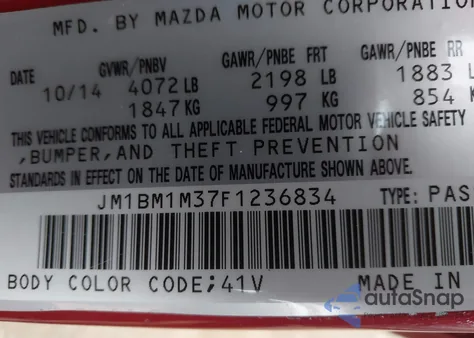 MFD. BY MAZDA MOTOR CORPORATION
DATE GVWR/PNBV GAWR/PNBE FRT GAWR/PNBE RR
10/14 4072 LB 2198 LB 1883 L
1847 KG 997 KG 854 K
THIS VEHICLE CONFORMS TO ALL APPLICABLE FEDERAL MOTOR VEHICLE SAFETY
,BUMPER,AND THEFT PREVENTION
STANDARDS IN EFFECT ON THE DATE OF MANUFACTURE SHOWN ABOVE.
JM1BM1M37F1236834 TYPE: PAS
BODY COLOR CODE;41V MADE IN
autoSnap